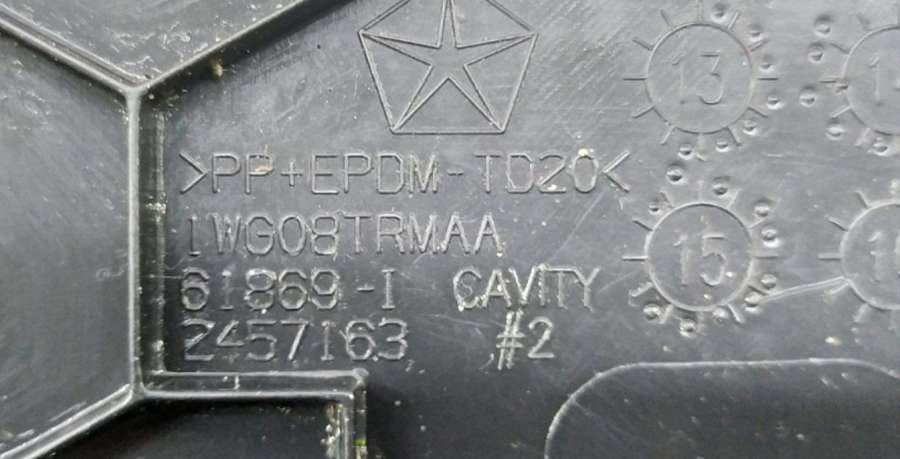 >PP+EPDM-TD20<
1WG08TRMAA
61869-I CAVITY
2457163 #2
13
15